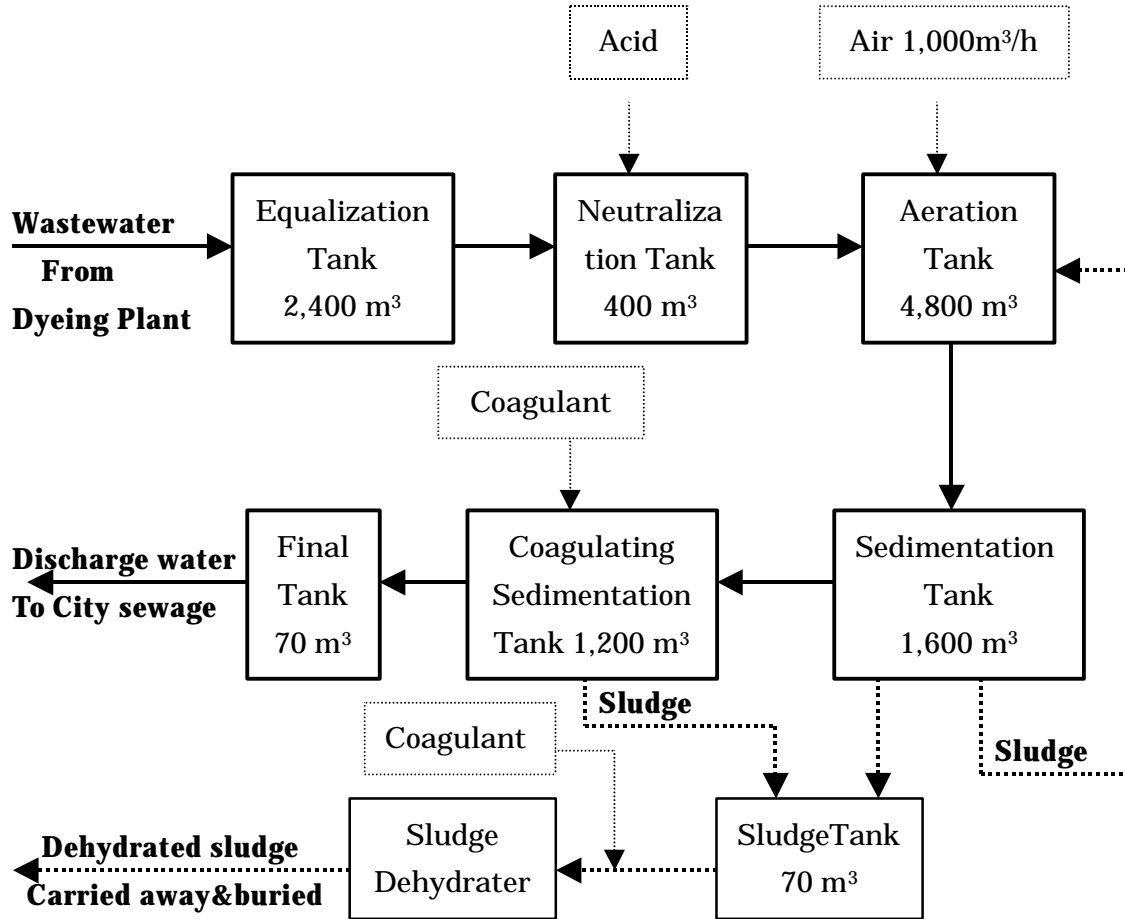 Acid
Air 1,000m³/h
Wastewater
From
Dyeing Plant
Equalization
Tank
2,400 m³
Neutraliza
tion Tank
400 m³
Aeration
Tank
4,800 m³
Coagulant
Discharge water
To City sewage
Final
Tank
70 m³
Coagulating
Sedimentation
Tank 1,200 m³
Sedimentation
Tank
1,600 m³
Sludge
Sludge
Coagulant
Dehydrated sludge
Carried away&buried
Sludge
Dehydrater
SludgeTank
70 m³